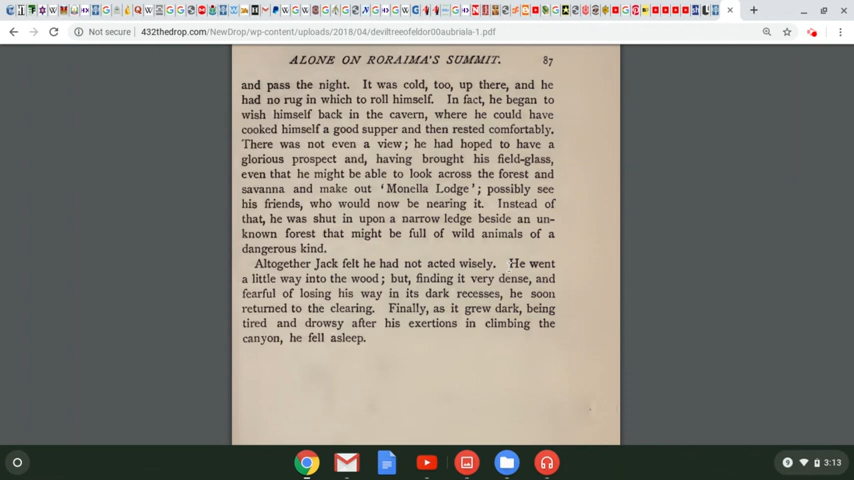 Not secure
432thedrop.com/NewDrop/wp-content/uploads/2018/04/deviltreeofeldor00aubriala-1.pdf
ALONE ON RORAIMA'S SUMMIT. 87
and pass the night. It was cold, too, up there, and he
had no rug in which to roll himself. In fact, he began to
wish himself back in the cavern, where he could have
cooked himself a good supper and then rested comfortably.
There was not even a view; he had hoped to have a
glorious prospect and, having brought his field-glass,
even that he might be able to look across the forest and
savanna and make out 'Monella Lodge'; possibly see
his friends, who would now be nearing it. Instead of
that, he was shut in upon a narrow ledge beside an un-
known forest that might be full of wild animals of a
dangerous kind.
Altogether Jack felt he had not acted wisely. He went
a little way into the wood; but, finding it very dense, and
fearful of losing his way in its dark recesses, he soon
returned to the clearing. Finally, as it grew dark, being
tired and drowsy after his exertions in climbing the
canyon, he fell asleep.
9 3:13